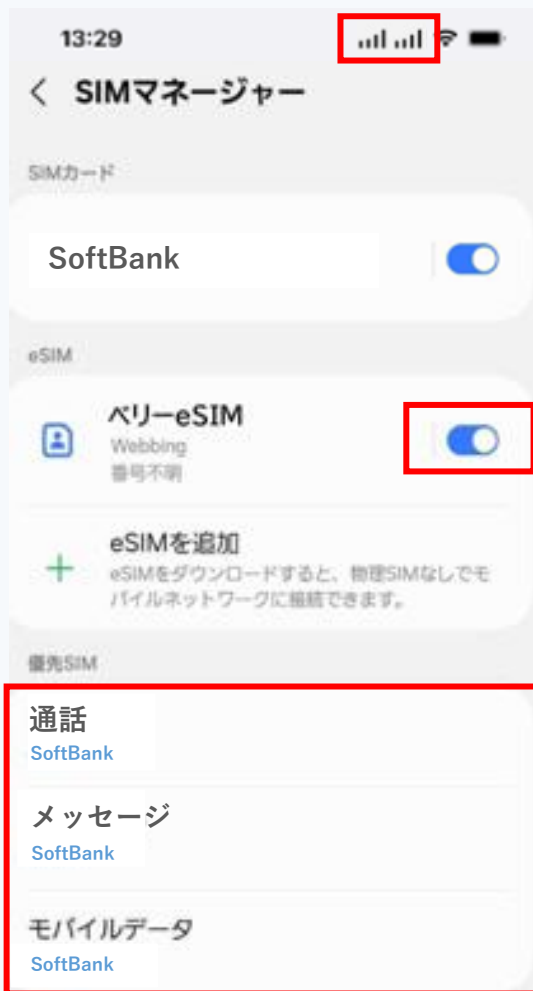 13:29
SIMマネージャー
SIMカード
SoftBank
eSIM
ベリーeSIM
Webbing
番号不明
eSIMを追加
eSIMをダウンロードすると、物理SIMなしでモ
バイルネットワークに接続できます。
優先SIM
通話
SoftBank
メッセージ
SoftBank
モバイルデータ
SoftBank